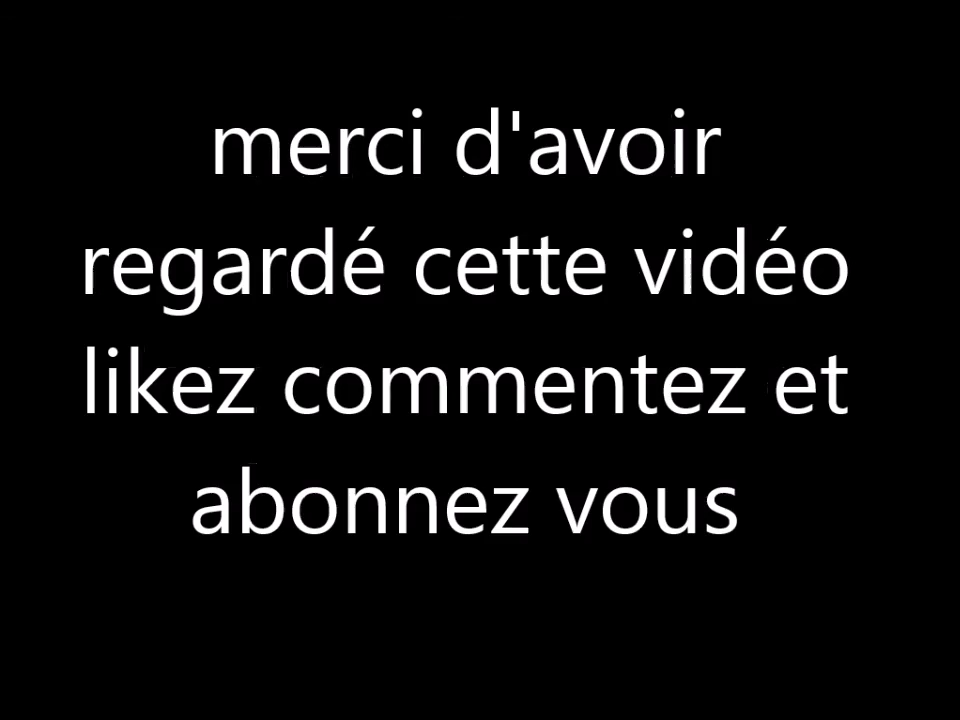 merci d'avoir
regardé cette vidéo
likez commentez et
abonnez vous